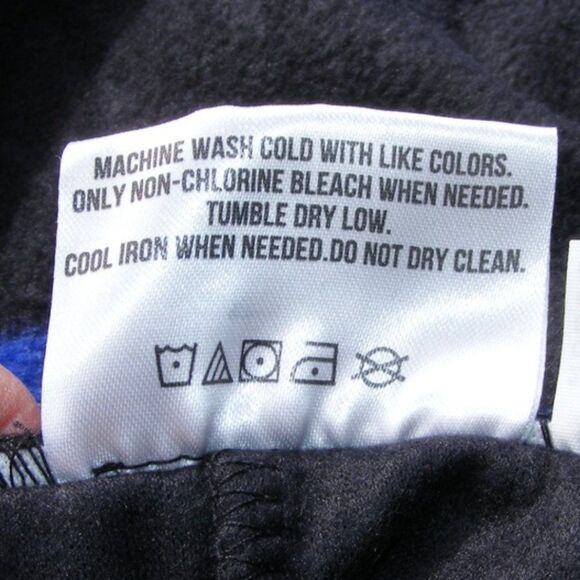 MACHINE WASH COLD WITH LIKE COLORS.
ONLY NON-CHLORINE BLEACH WHEN NEEDED.
TUMBLE DRY LOW.
COOL IRON WHEN NEEDED.DO NOT DRY CLEAN.